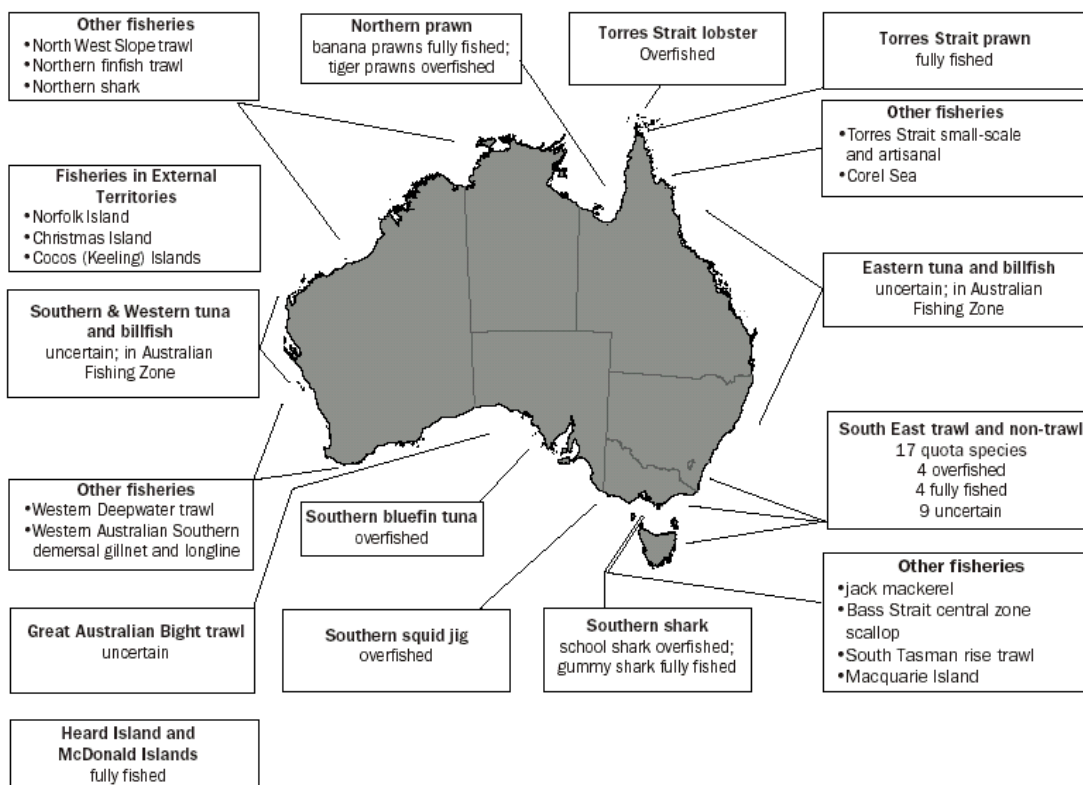 Other fisheries
•North West Slope trawl
•Northern finfish trawl
•Northern shark
Northern prawn
banana prawns fully fished;
tiger prawns overfished
Torres Strait lobster
Overfished
Torres Strait prawn
fully fished
Other fisheries
•Torres Strait small-scale
and artisanal
•Corel Sea
Fisheries in External
Territories
•Norfolk Island
•Christmas Island
•Cocos (Keeling) Islands
Eastern tuna and billfish
uncertain; in Australian
Fishing Zone
Southern & Western tuna
and billfish
uncertain; in Australian
Fishing Zone
South East trawl and non-trawl
17 quota species
4 overfished
4 fully fished
9 uncertain
Other fisheries
•Western Deepwater trawl
•Western Australian Southern
demersal gillnet and longline
Southern bluefin tuna
overfished
Other fisheries
•jack mackerel
•Bass Strait central zone
scallop
•South Tasman rise trawl
•Macquarie Island
Great Australian Bight trawl
uncertain
Southern squid jig
overfished
Southern shark
school shark overfished;
gummy shark fully fished
Heard Island and
McDonald Islands
fully fished